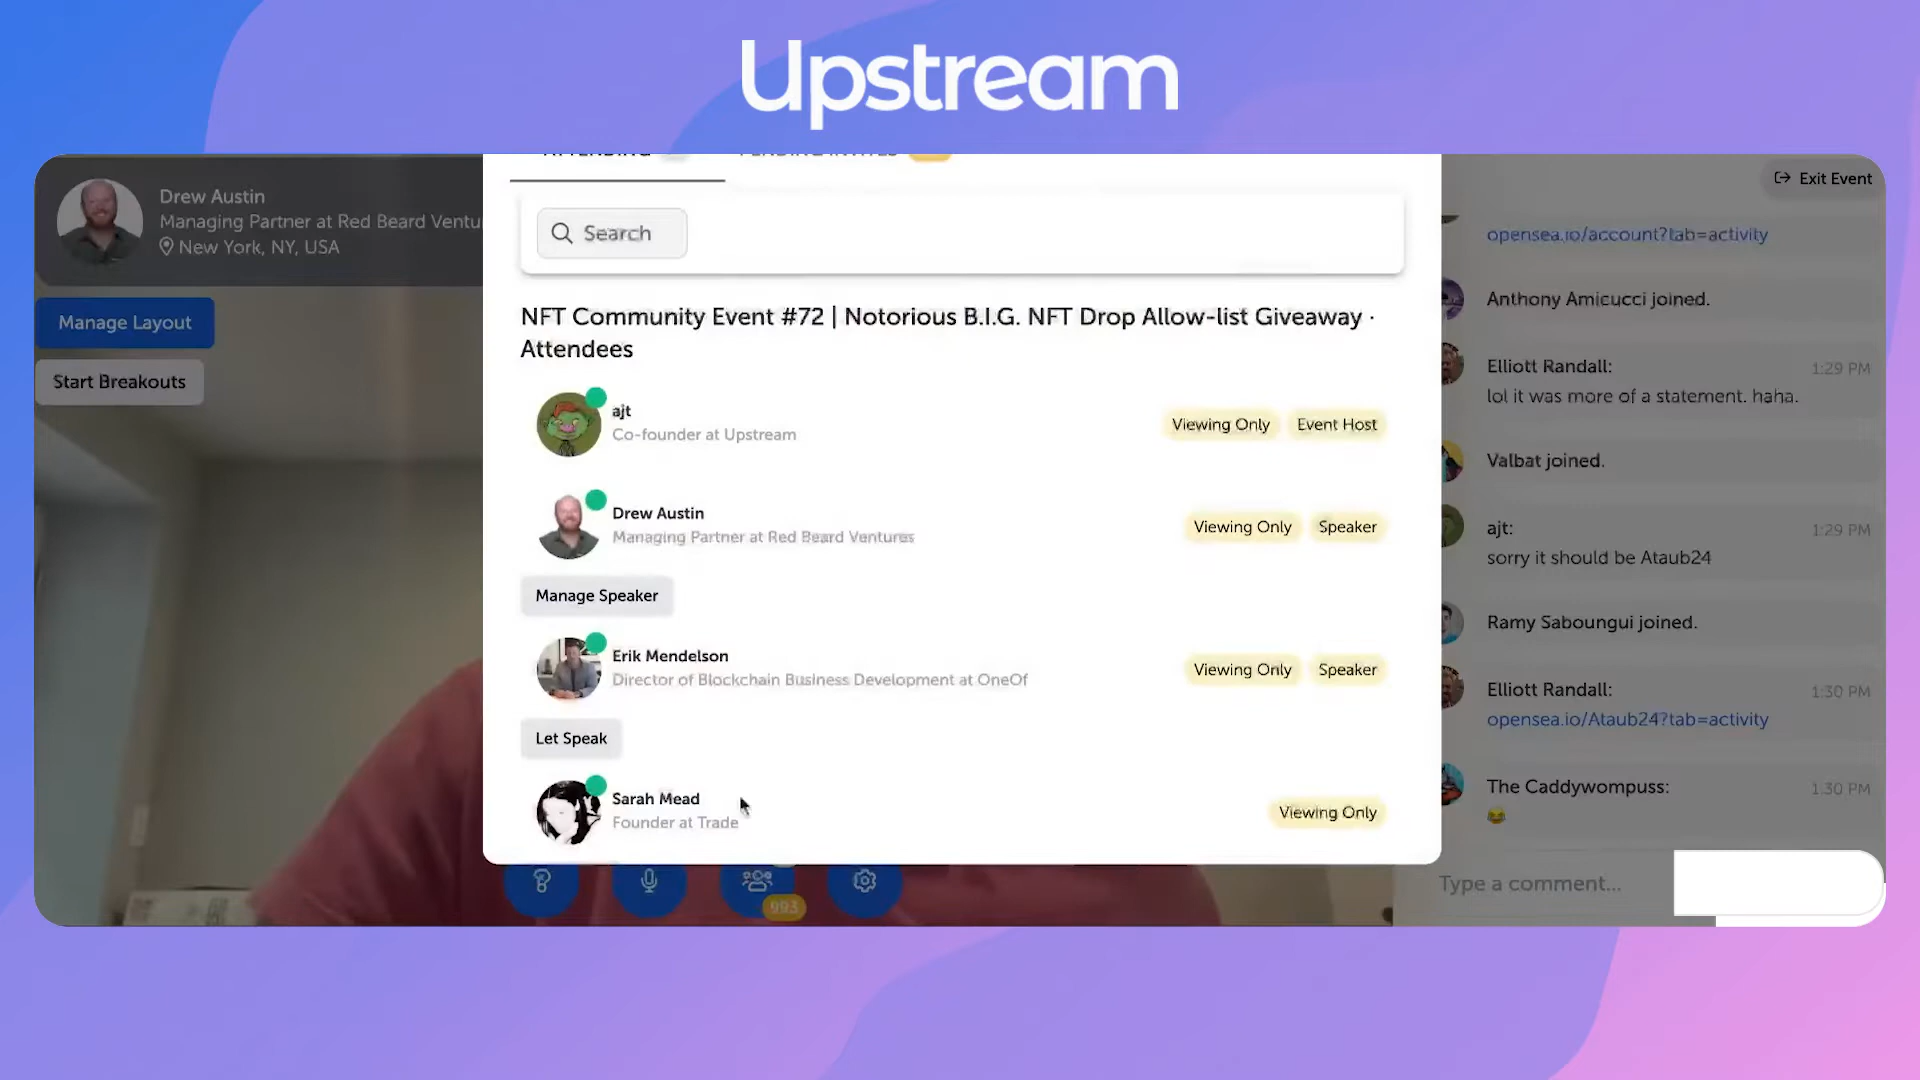 Upstream
Drew Austin
Managing Partner at Red Beard Ventu
New York, NY, USA
Manage Layout
Start Breakouts
ATTENDING
PENDING INVITES
Search
NFT Community Event #72 | Notorious B.I.G. NFT Drop Allow-list Giveaway ·
Attendees
ajt
Co-founder at Upstream
Viewing Only
Event Host
Drew Austin
Managing Partner at Red Beard Ventures
Viewing Only
Speaker
Manage Speaker
Erik Mendelson
Director of Blockchain Business Development at OneOf
Viewing Only
Speaker
Let Speak
Sarah Mead
Founder at Trade
Viewing Only
993
Exit Event
opensea.io/account?tab=activity
Anthony Amicucci joined.
Elliott Randall:
1:29 PM
lol it was more of a statement. haha.
Valbat joined.
ajt:
1:29 PM
sorry it should be Ataub24
Ramy Saboungui joined.
Elliott Randall:
1:30 PM
opensea.io/Ataub24?tab=activity
The Caddywompuss:
1:30 PM
😂
Type a comment...